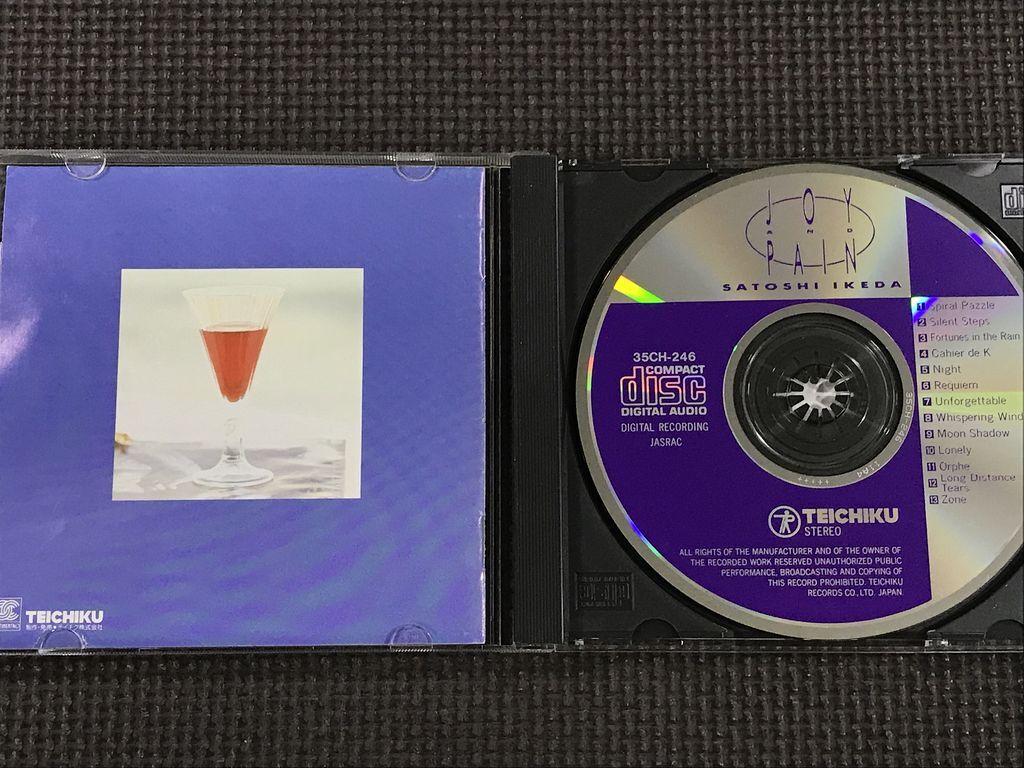 TEICHIKU
JOY
AND
PAIN
SATOSHI IKEDA
1 Spiral Pazzle
2 Silent Steps
3 Fortunes in the Rain
4 Cahier de K
5 Night
6 Requiem
7 Unforgettable
8 Whispering Wind
9 Moon Shadow
10 Lonely
11 Orphe
12 Long Distance
Tears
13 Zone
35CH-246
COMPACT
disc
DIGITAL AUDIO
DIGITAL RECORDING
JASRAC
35CH-246
TEICHIKU
STEREO
ALL RIGHTS OF THE MANUFACTURER AND OF THE OWNER OF
THE RECORDED WORK RESERVED UNAUTHORIZED PUBLIC
PERFORMANCE, BROADCASTING AND COPYING OF
THIS RECORD PROHIBITED. TEICHIKU
RECORDS CO., LTD. JAPAN.